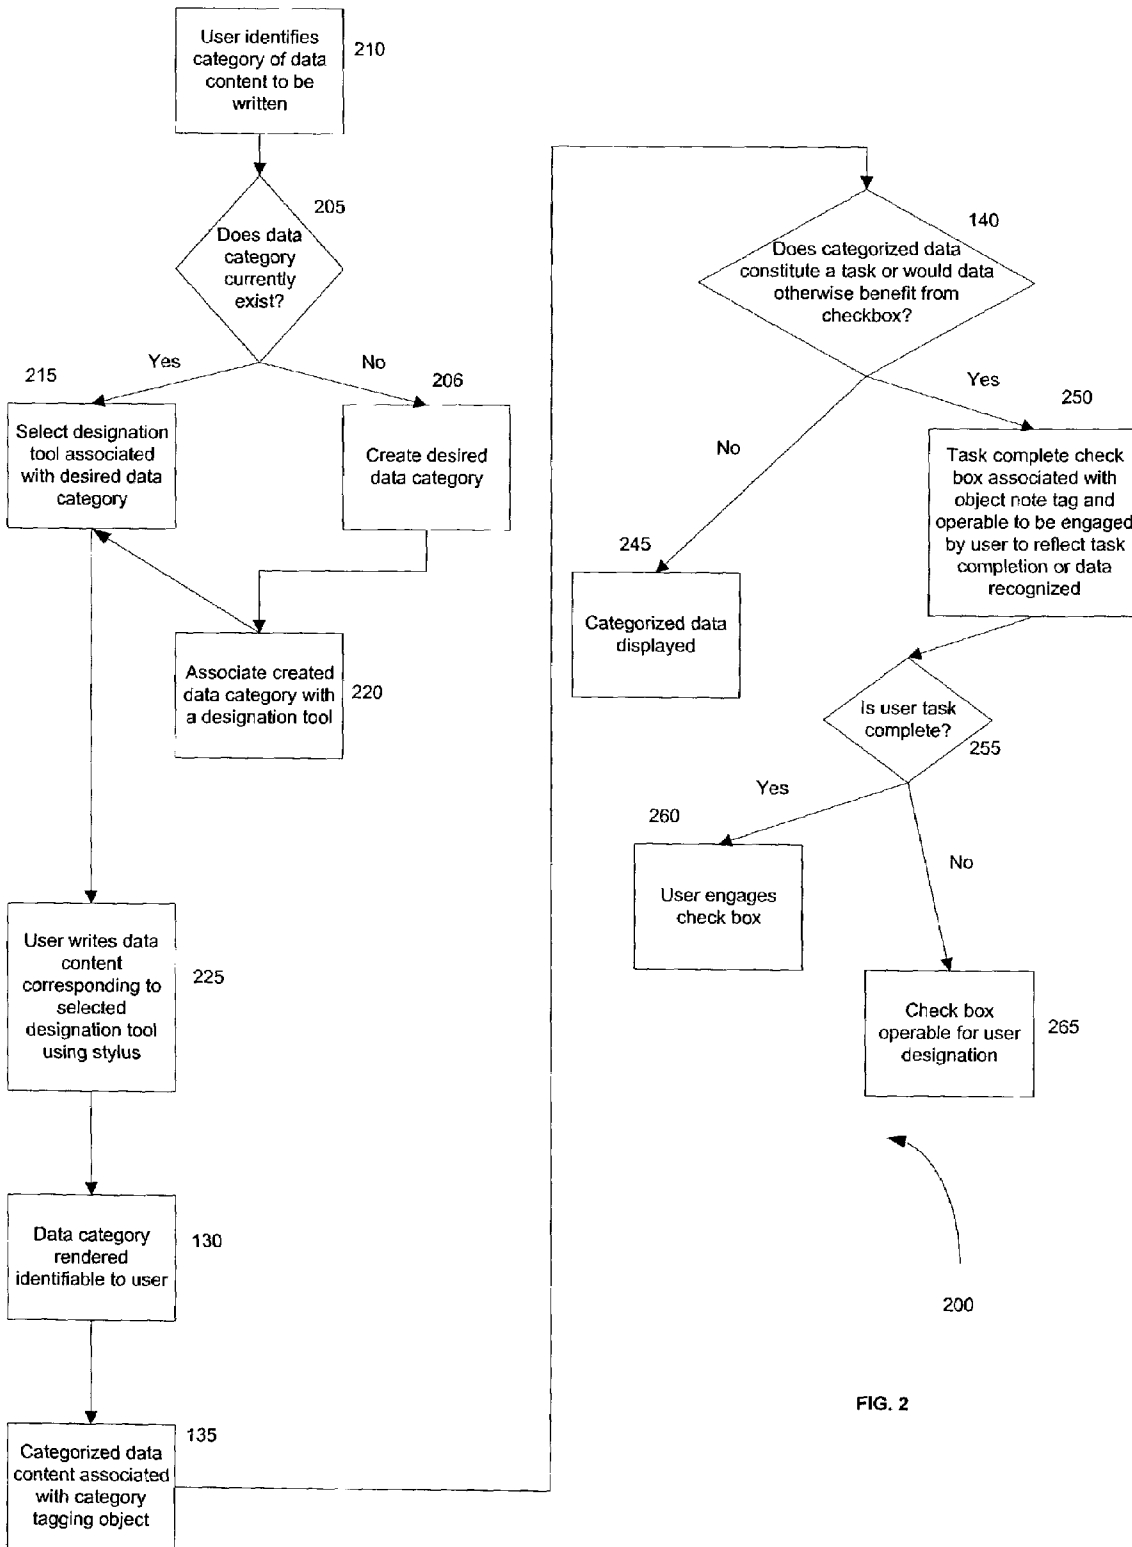 User identifies
category of data
content to be
written
210
205
Does data
category
currently
exist?
Yes
No
215
206
Select designation
tool associated
with desired data
category
Create desired
data category
Associate created
data category with
a designation tool
220
User writes data
content
corresponding to
selected
designation tool
using stylus
225
Data category
rendered
identifiable to user
130
135
Categorized data
content associated
with category
tagging object
140
Does categorized data
constitute a task or would data
otherwise benefit from
checkbox?
Yes
No
250
Task complete check
box associated with
object note tag and
operable to be engaged
by user to reflect task
completion or data
recognized
245
Categorized data
displayed
Is user task
complete?
255
Yes
No
260
User engages
check box
Check box
operable for user
designation
265
200
FIG. 2